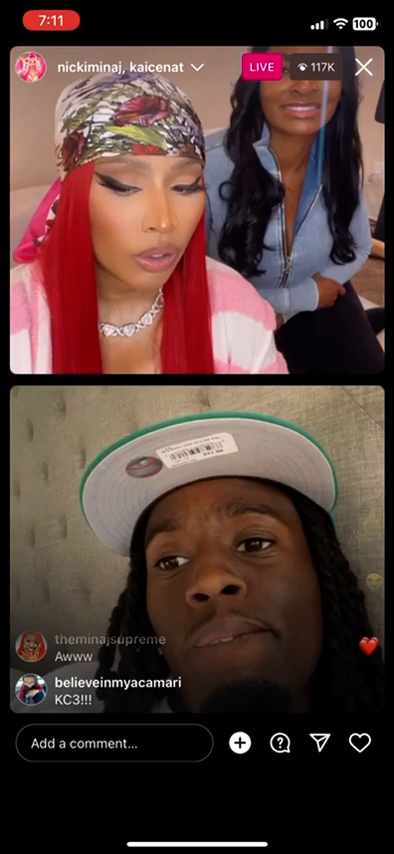 7:11
100
nickiminaj, kaicenat
LIVE
117K
theminajsupreme
Awww
believeinmyacamari
KC3!!!
Add a comment...